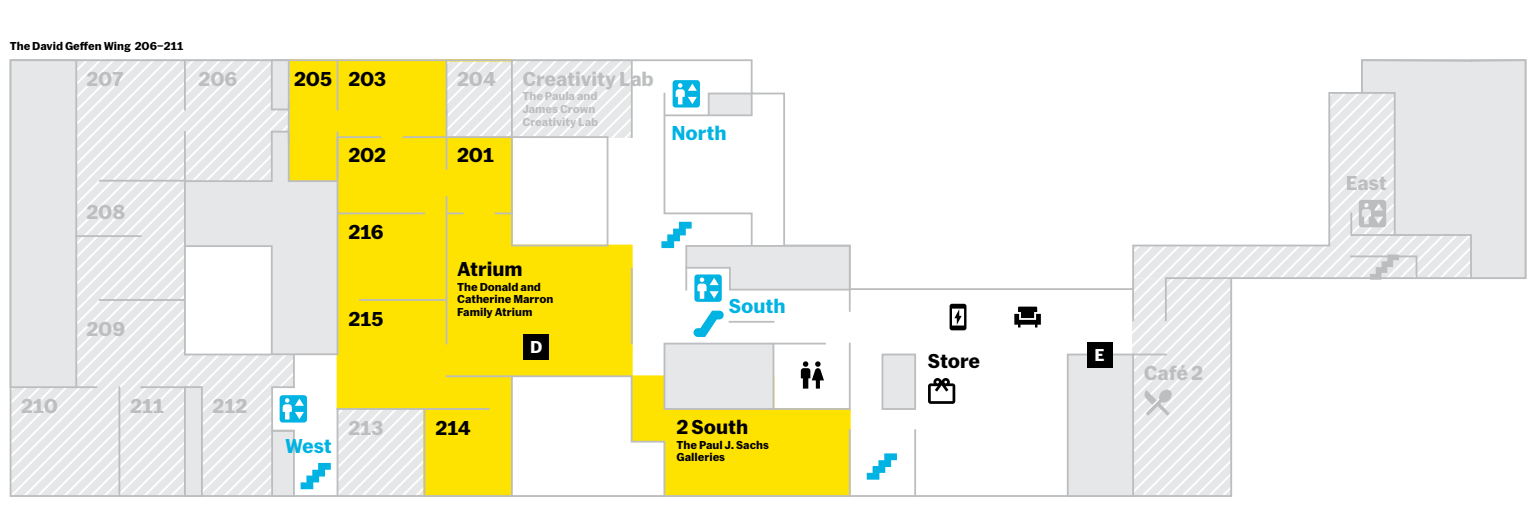 The David Geffen Wing 206–211
207
206
205
203
204
Creativity Lab
The Paula and
James Crown
Creativity Lab
North
202
201
East
208
216
Atrium
The Donald and
Catherine Marron
Family Atrium
South
215
209
D
E
Store
Café 2
210
211
212
West
213
214
2 South
The Paul J. Sachs
Galleries